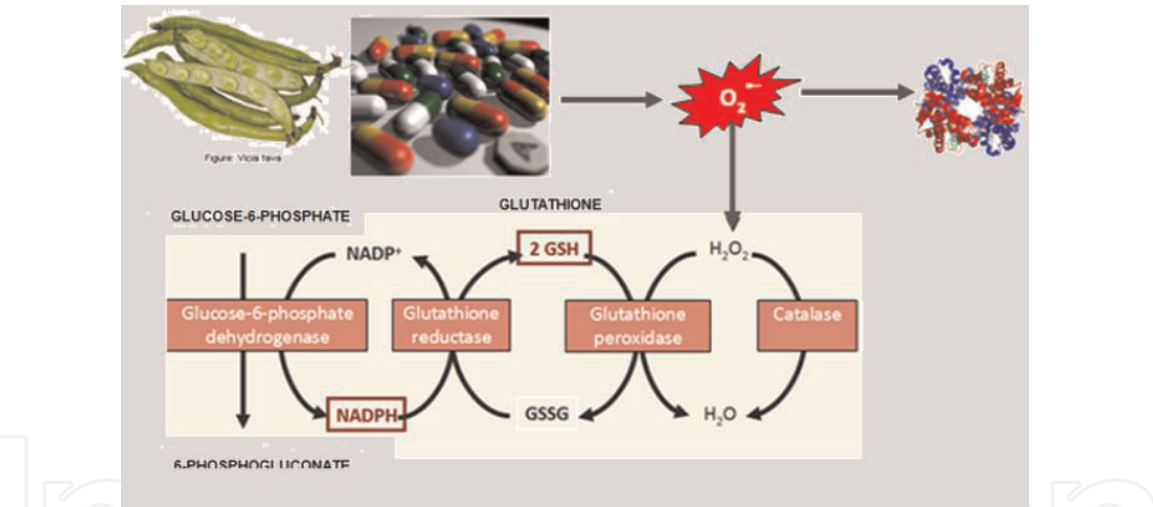 Figure: Vicia fava
O₂˙⁻
GLUCOSE-6-PHOSPHATE
GLUTATHIONE
NADP⁺
2 GSH
H₂O₂
Glucose-6-phosphate
dehydrogenase
Glutathione
reductase
Glutathione
peroxidase
Catalase
NADPH
GSSG
H₂O
6-PHOSPHOGLUCONATE